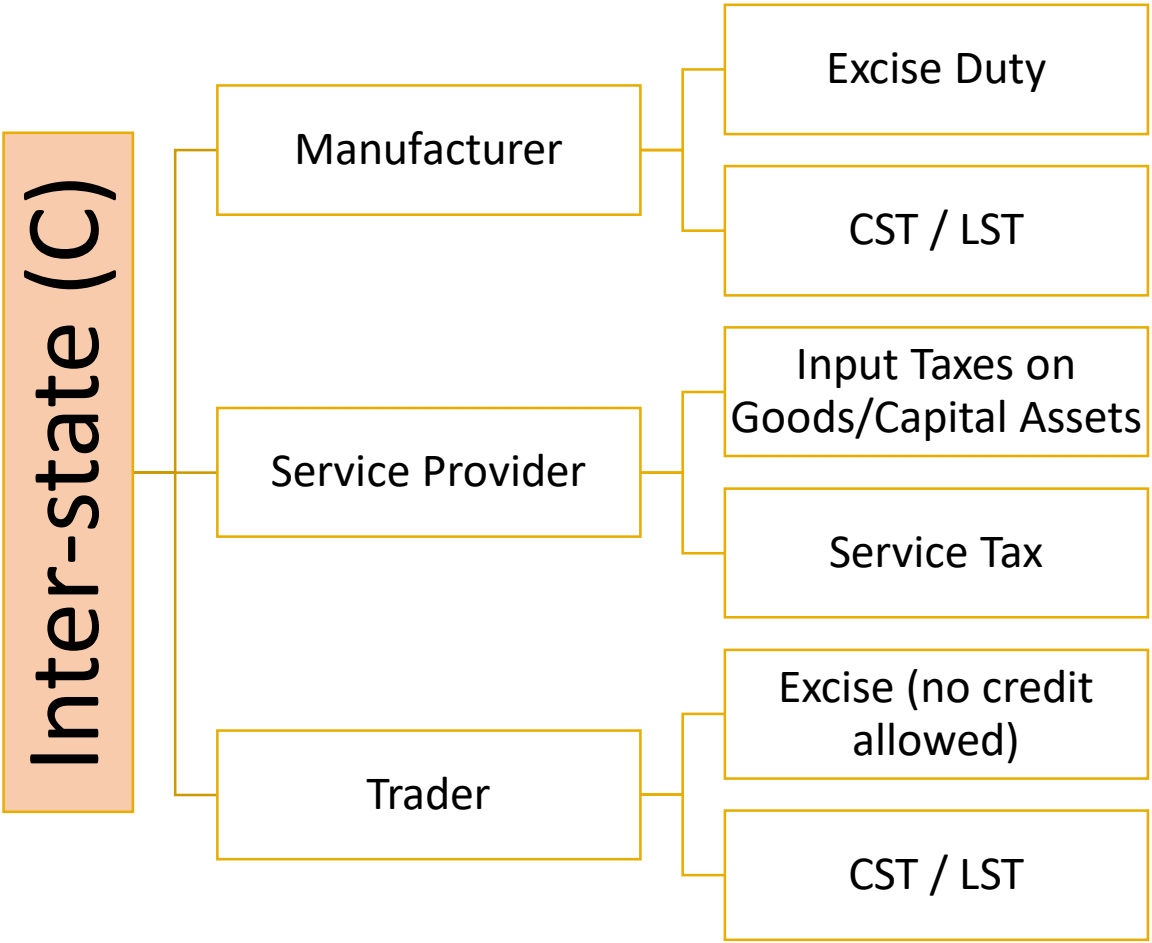 Inter-state (C)
Manufacturer
Excise Duty
CST / LST
Service Provider
Input Taxes on
Goods/Capital Assets
Service Tax
Trader
Excise (no credit
allowed)
CST / LST